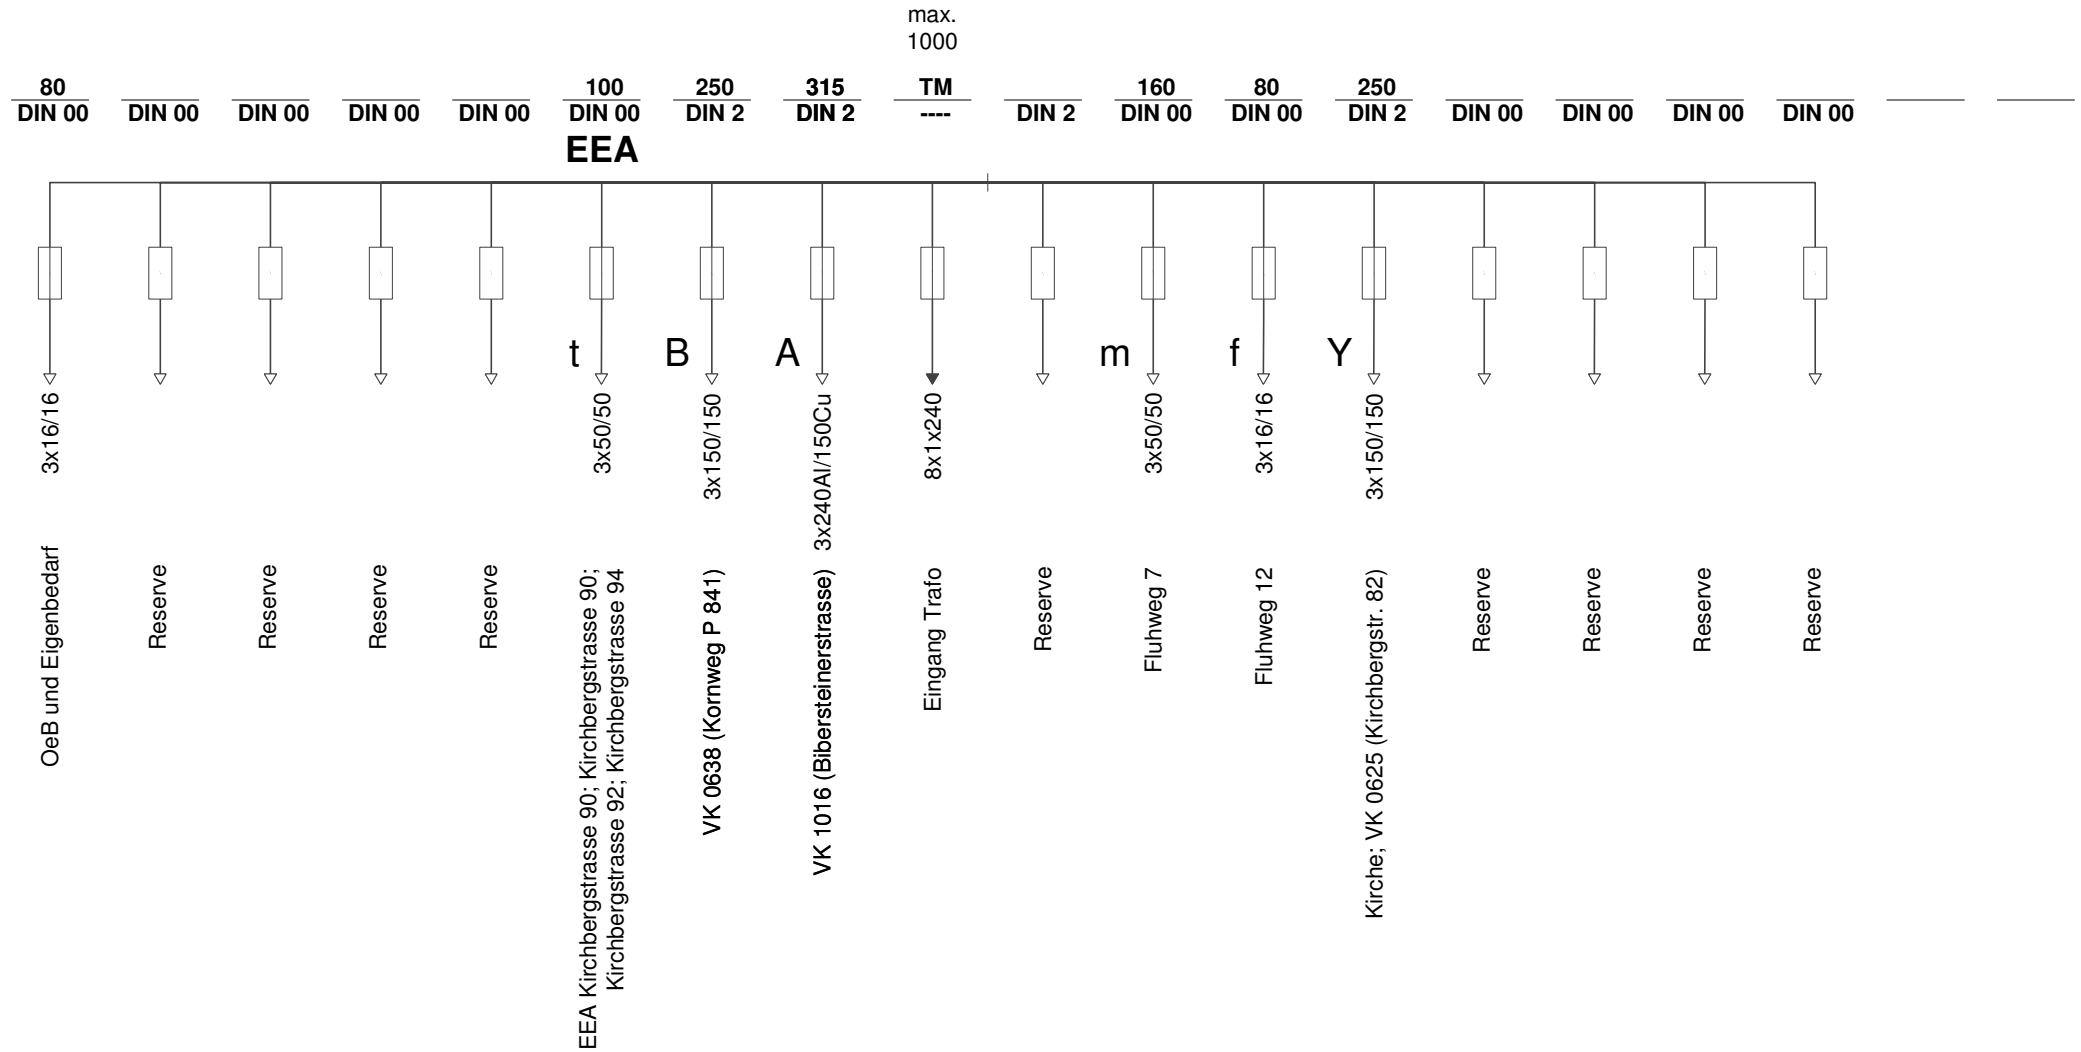 max.
1000
80 100 250 315 TM 160 80 250
DIN 00 DIN 00 DIN 00 DIN 00 DIN 00 DIN 00 DIN 2 DIN 2 ---- DIN 2 DIN 00 DIN 00 DIN 2 DIN 00 DIN 00 DIN 00 DIN 00
EEA
t B A m f Y
3x16/16
3x50/50
3x150/150
3x240Al/150Cu
8x1x240
3x50/50
3x16/16
3x150/150
OeB und Eigenbedarf
Reserve
Reserve
Reserve
Reserve
EEA Kirchbergstrasse 90; Kirchbergstrasse 90;
Kirchbergstrasse 92; Kirchbergstrasse 94
VK 0638 (Kornweg P 841)
VK 1016 (Bibersteinerstrasse)
Eingang Trafo
Reserve
Fluhweg 7
Fluhweg 12
Kirche; VK 0625 (Kirchbergstr. 82)
Reserve
Reserve
Reserve
Reserve